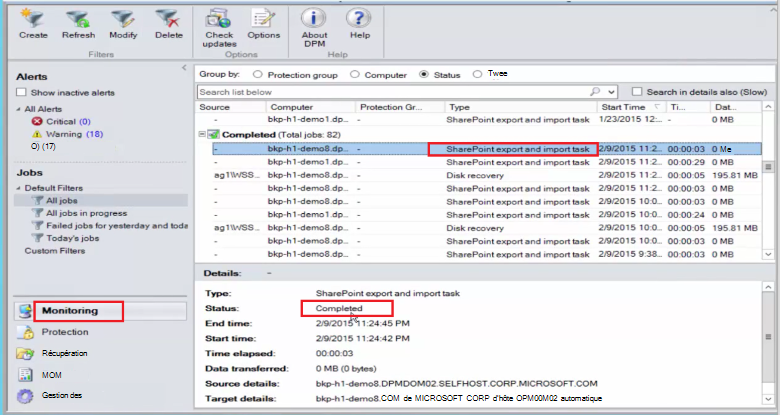 Create Refresh Modify Delete Check updates Options About DPM Help
Filters Options Help
Alerts
Show inactive alerts
All Alerts
Critical (0)
Warning (18)
O) (17)
Jobs
Default Filters
All jobs
All jobs in progress
Failed jobs for yesterday and toda
Today's jobs
Custom Filters
Monitoring
Protection
Récupération
MOM
Gestion des
Group by: Protection group Computer Status Twee
Search list below Search in details also (Slow)
Source Computer Protection Gr... Type Start Time Ti... Dat...
- bkp-h1-demo1.dp... - SharePoint export and import task 1/23/2015 12:... - 0 MB
Completed (Total jobs: 82)
- bkp-h1-demo8.dp... - SharePoint export and import task 2/9/2015 11:2... 00:00:03 0 Me
- bkp-h1-demo1.dp... - SharePoint export and import task 2/9/2015 11:2... 00:00:29 0 MB
ag1\WSS... bkp-h1-demo8.dp... - Disk recovery 2/9/2015 11:2... 00:00:05 195.81 MB
- bkp-h1-demo8.dp... - SharePoint export and import task 2/9/2015 10:0... 00:00:03 0 MB
- bkp-h1-demo1.dp... - SharePoint export and import task 2/9/2015 10:0... 00:00:24 0 MB
ag1\WSS... bkp-h1-demo8.dp... - Disk recovery 2/9/2015 10:0... 00:00:05 195.81 MB
- bkp-h1-demo8.dp... - SharePoint export and import task 2/9/2015 10:0... 00:00:03 0 MB
- bkp-h1-demo8.dp... - SharePoint export and import task 2/9/2015 9:38... 00:00:03 0 MB
Details: -
Type: SharePoint export and import task
Status: Completed
End time: 2/9/2015 11:24:45 PM
Start time: 2/9/2015 11:24:42 PM
Time elapsed: 00:00:03
Data transferred: 0 MB (0 bytes)
Source details: bkp-h1-demo8.DPMDOM02.SELFHOST.CORP.MICROSOFT.COM
Target details: bkp-h1-demo8.COM de MICROSOFT CORP d'hôte OPM00M02 automatique